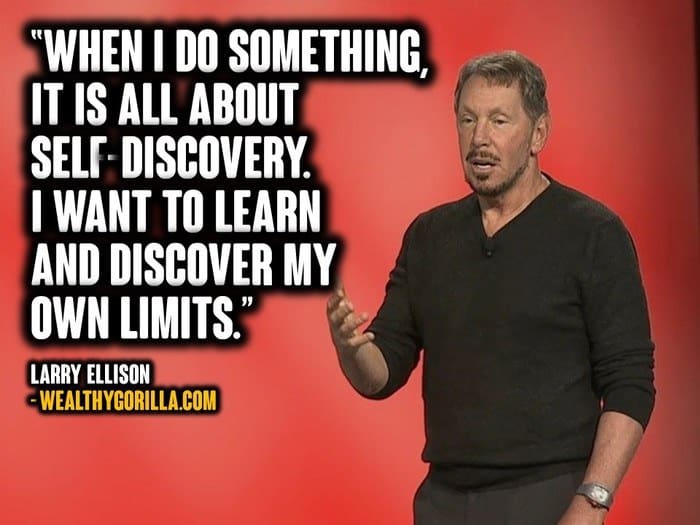 “WHEN I DO SOMETHING,
IT IS ALL ABOUT
SELF-DISCOVERY.
I WANT TO LEARN
AND DISCOVER MY
OWN LIMITS.”
LARRY ELLISON
- WEALTHYGORILLA.COM